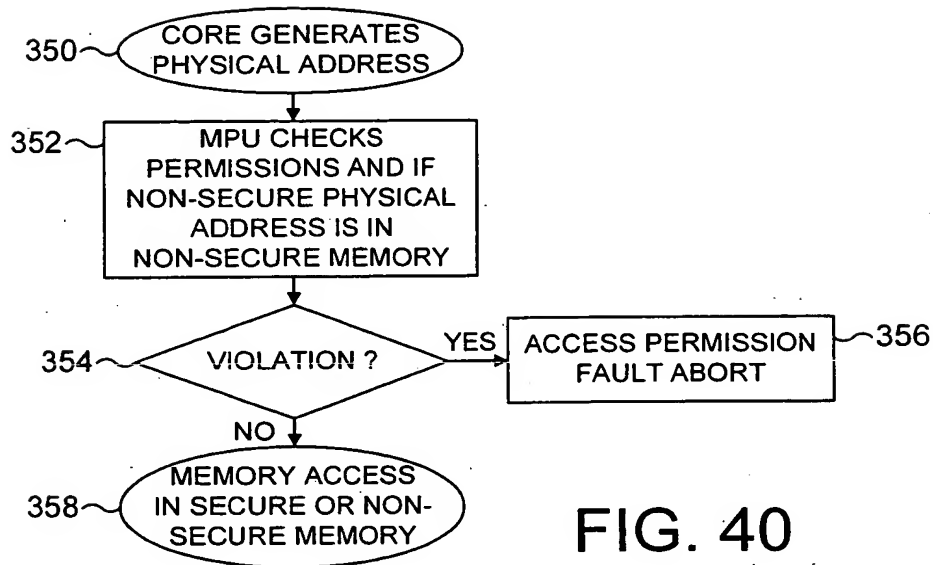 350
CORE GENERATES
PHYSICAL ADDRESS
352
MPU CHECKS
PERMISSIONS AND IF
NON-SECURE PHYSICAL
ADDRESS IS IN
NON-SECURE MEMORY
354
VIOLATION ?
YES
ACCESS PERMISSION
FAULT ABORT
356
NO
358
MEMORY ACCESS
IN SECURE OR NON-
SECURE MEMORY
FIG. 40